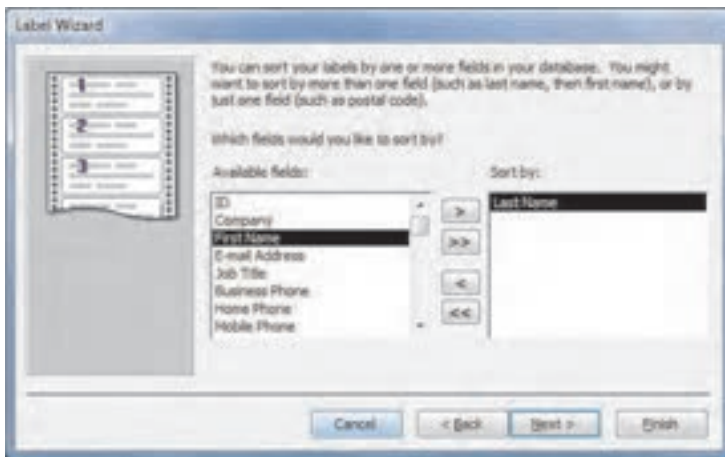 Label Wizard
You can sort your labels by one or more fields in your database. You might
want to sort by more than one field (such as last name, then first name), or by
just one field (such as postal code).
Which fields would you like to sort by?
Available fields:
Sort by:
ID
Company
First Name
E-mail Address
Job Title
Business Phone
Home Phone
Mobile Phone
>
>>
<
<<
Last Name
1
2
3
Cancel
< Back
Next >
Finish